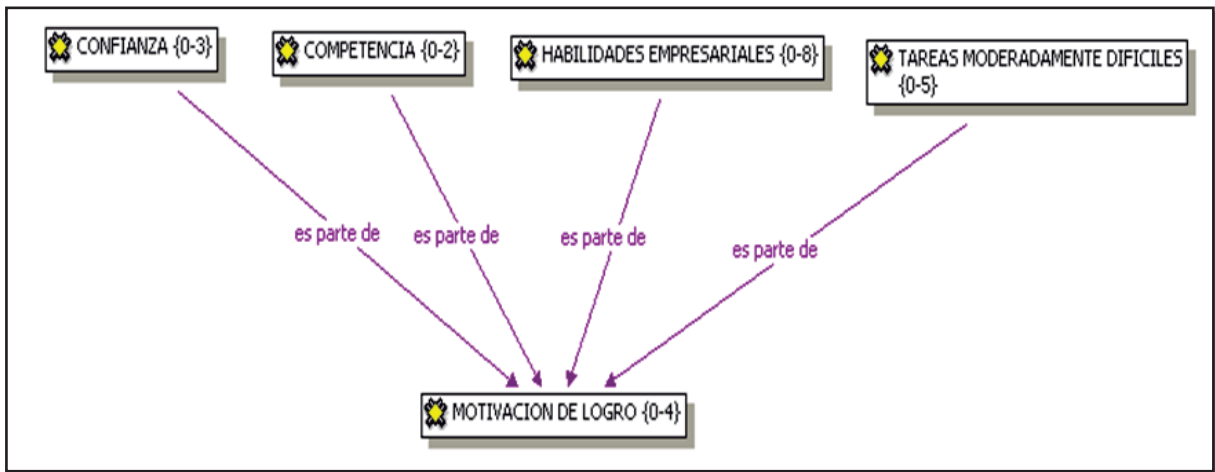 CONFIANZA {0-3}
COMPETENCIA {0-2}
HABILIDADES EMPRESARIALES {0-8}
TAREAS MODERADAMENTE DIFICILES
{0-5}
es parte de
es parte de
es parte de
es parte de
MOTIVACION DE LOGRO {0-4}